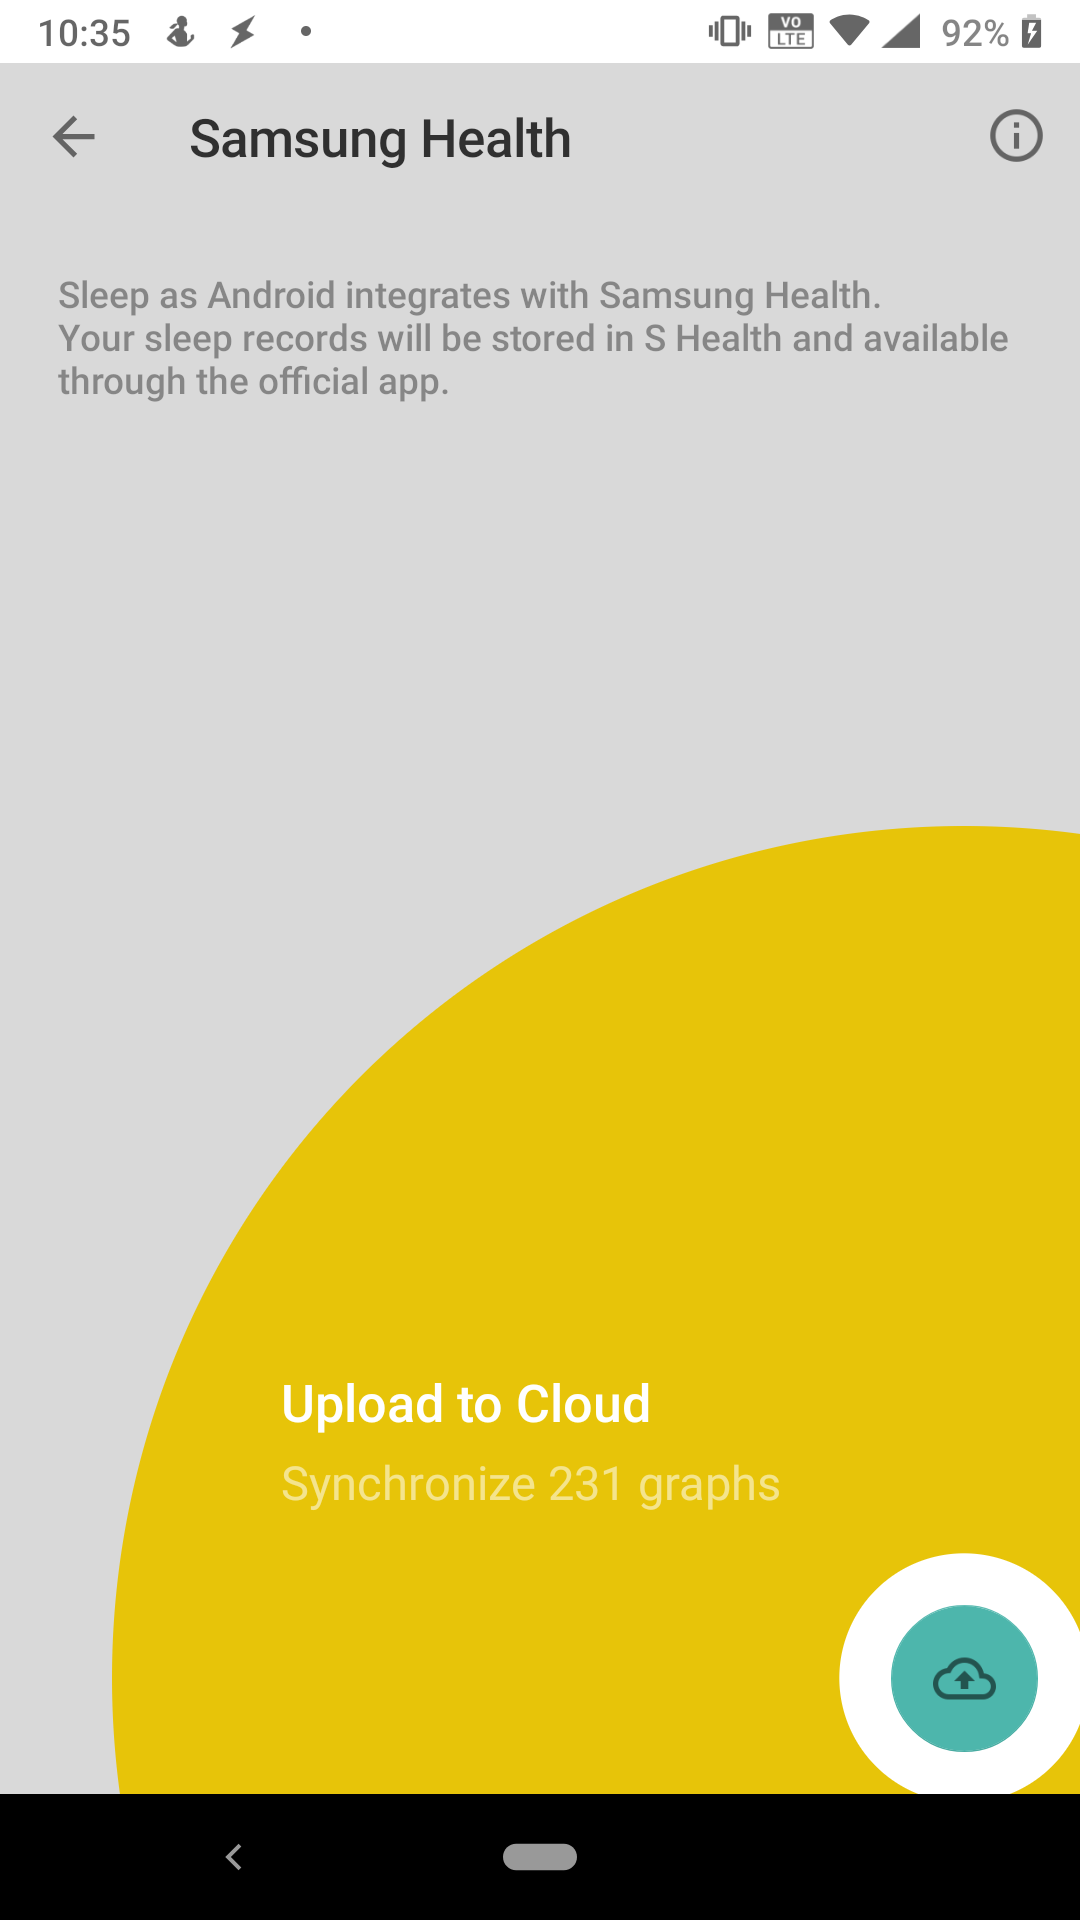 10:35
VO
LTE
92%
Samsung Health
Sleep as Android integrates with Samsung Health.
Your sleep records will be stored in S Health and available
through the official app.
Upload to Cloud
Synchronize 231 graphs